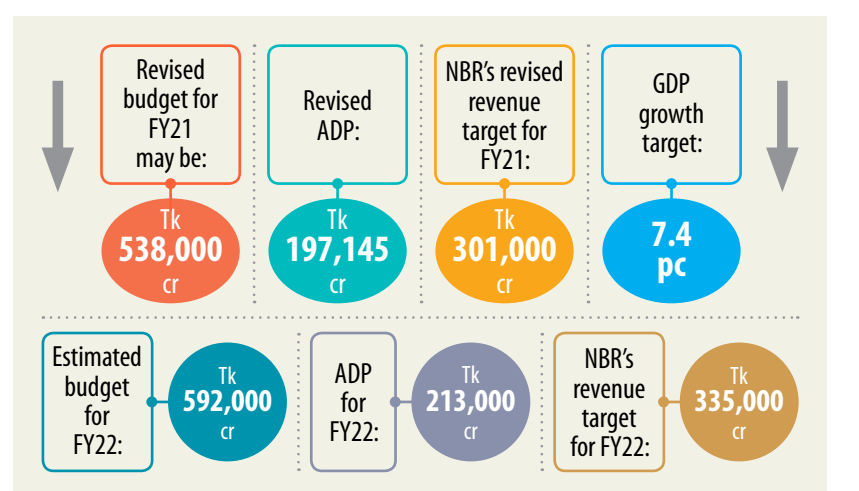 Revised
budget for
FY21
may be:
Tk
538,000
cr
Revised
ADP:
Tk
197,145
cr
NBR's revised
revenue
target for
FY21:
Tk
301,000
cr
GDP
growth
target:
7.4
pc
Estimated
budget
for
FY22:
Tk
592,000
cr
ADP
for
FY22:
Tk
213,000
cr
NBR's
revenue
target
for FY22:
Tk
335,000
cr